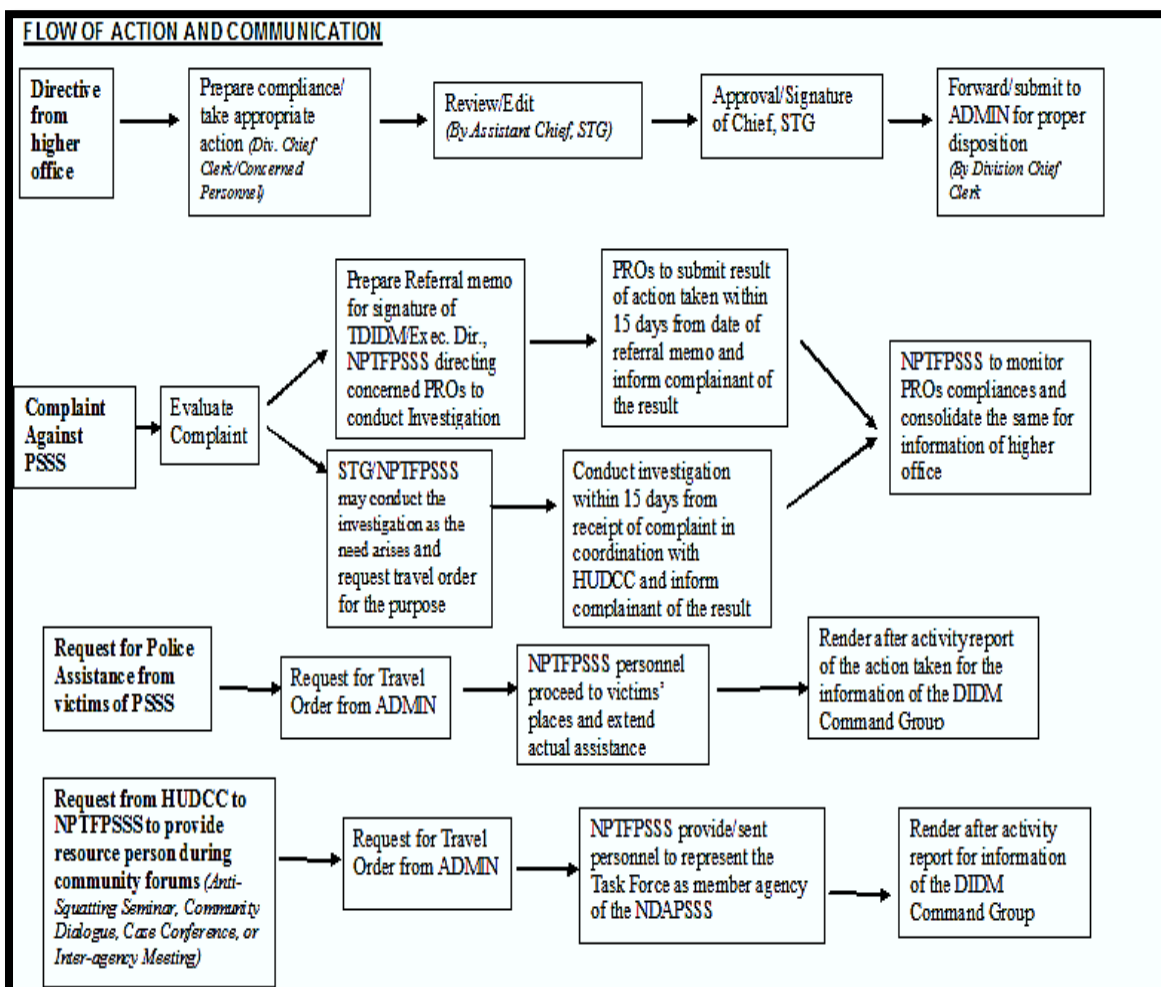 FLOW OF ACTION AND COMMUNICATION
Directive
from
higher
office
Prepare compliance/
take appropriate
action (Div. Chief
Clerk/Concerned
Personnel)
Review/Edit
(By Assistant Chief, STG)
Approval/Signature
of Chief, STG
Forward/submit to
ADMIN for proper
disposition
(By Division Chief
Clerk
Complaint
Against
PSSS
Evaluate
Complaint
Prepare Referral memo
for signature of
TDIDM/Exec. Dir.,
NPTFPSSS directing
concerned PROs to
conduct Investigation
PROs to submit result
of action taken within
15 days from date of
referral memo and
inform complainant of
the result
STG/NPTFPSSS
may conduct the
investigation as the
need arises and
request travel order
for the purpose
Conduct investigation
within 15 days from
receipt of complaint in
coordination with
HUDCC and inform
complainant of the result
NPTFPSSS to monitor
PROs compliances and
consolidate the same for
information of higher
office
Request for Police
Assistance from
victims of PSSS
Request for Travel
Order from ADMIN
NPTFPSSS personnel
proceed to victims'
places and extend
actual assistance
Render after activity report
of the action taken for the
information of the DIDM
Command Group
Request from HUDCC to
NPTFPSSS to provide
resource person during
community forums (Anti-
Squatting Seminar, Community
Dialogue, Case Conference, or
Inter-agency Meeting)
Request for Travel
Order from ADMIN
NPTFPSSS provide/sent
personnel to represent the
Task Force as member agency
of the NDAPSSS
Render after activity
report for information
of the DIDM
Command Group